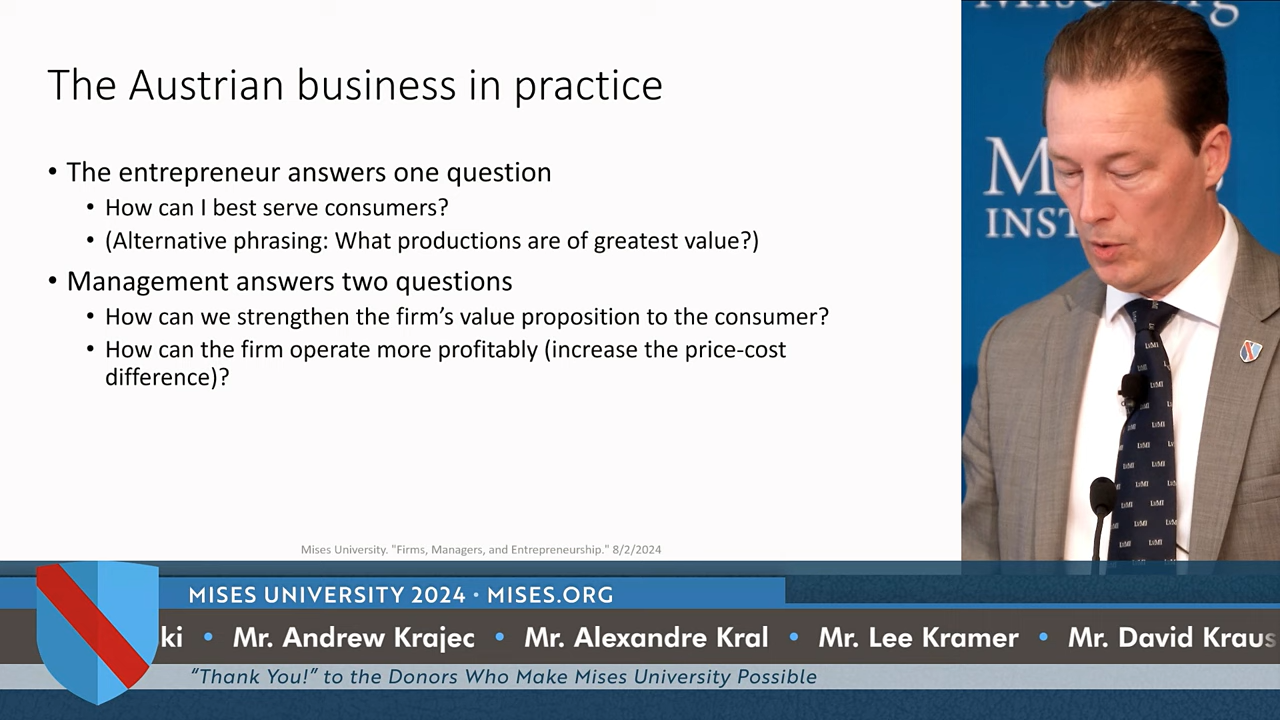 The Austrian business in practice
• The entrepreneur answers one question
• How can I best serve consumers?
• (Alternative phrasing: What productions are of greatest value?)
• Management answers two questions
• How can we strengthen the firm's value proposition to the consumer?
• How can the firm operate more profitably (increase the price-cost
difference)?
Mises University. "Firms, Managers, and Entrepreneurship." 8/2/2024
INST
LvMI
MISES UNIVERSITY 2024 · MISES.ORG
ki • Mr. Andrew Krajec • Mr. Alexandre Kral • Mr. Lee Kramer • Mr. David Kraus
“Thank You!” to the Donors Who Make Mises University Possible